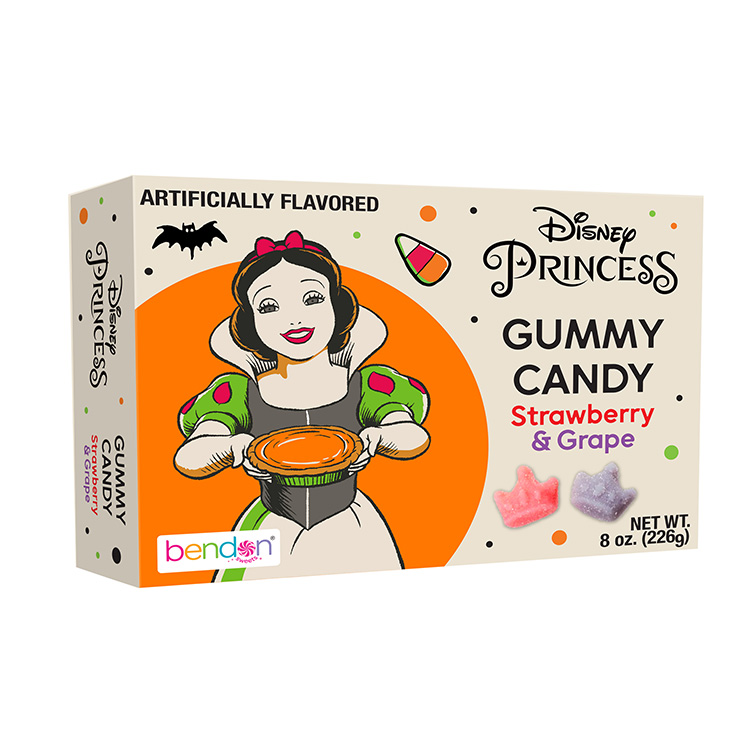 ARTIFICIALLY FLAVORED
Disney
PRINCESS
GUMMY
CANDY
Strawberry
& Grape
NET WT.
8 oz. (226g)
bendon®
sweets
Disney
PRINCESS
GUMMY
CANDY
Strawberry
& Grape